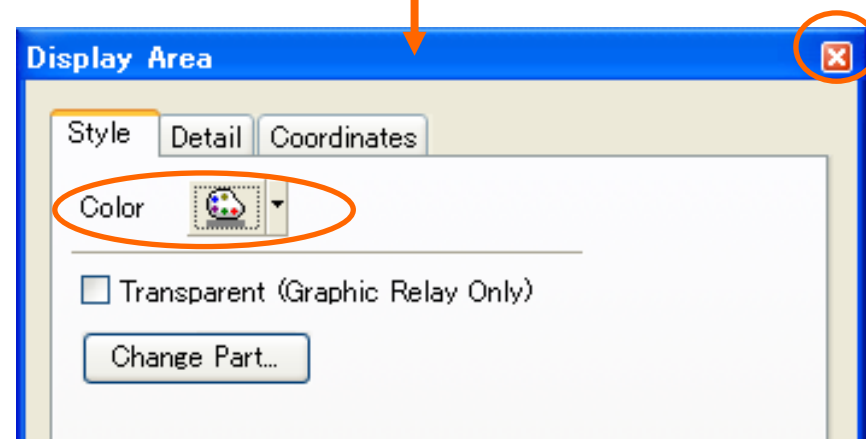 Display Area
Style Detail Coordinates
Color
Transparent (Graphic Relay Only)
Change Part...